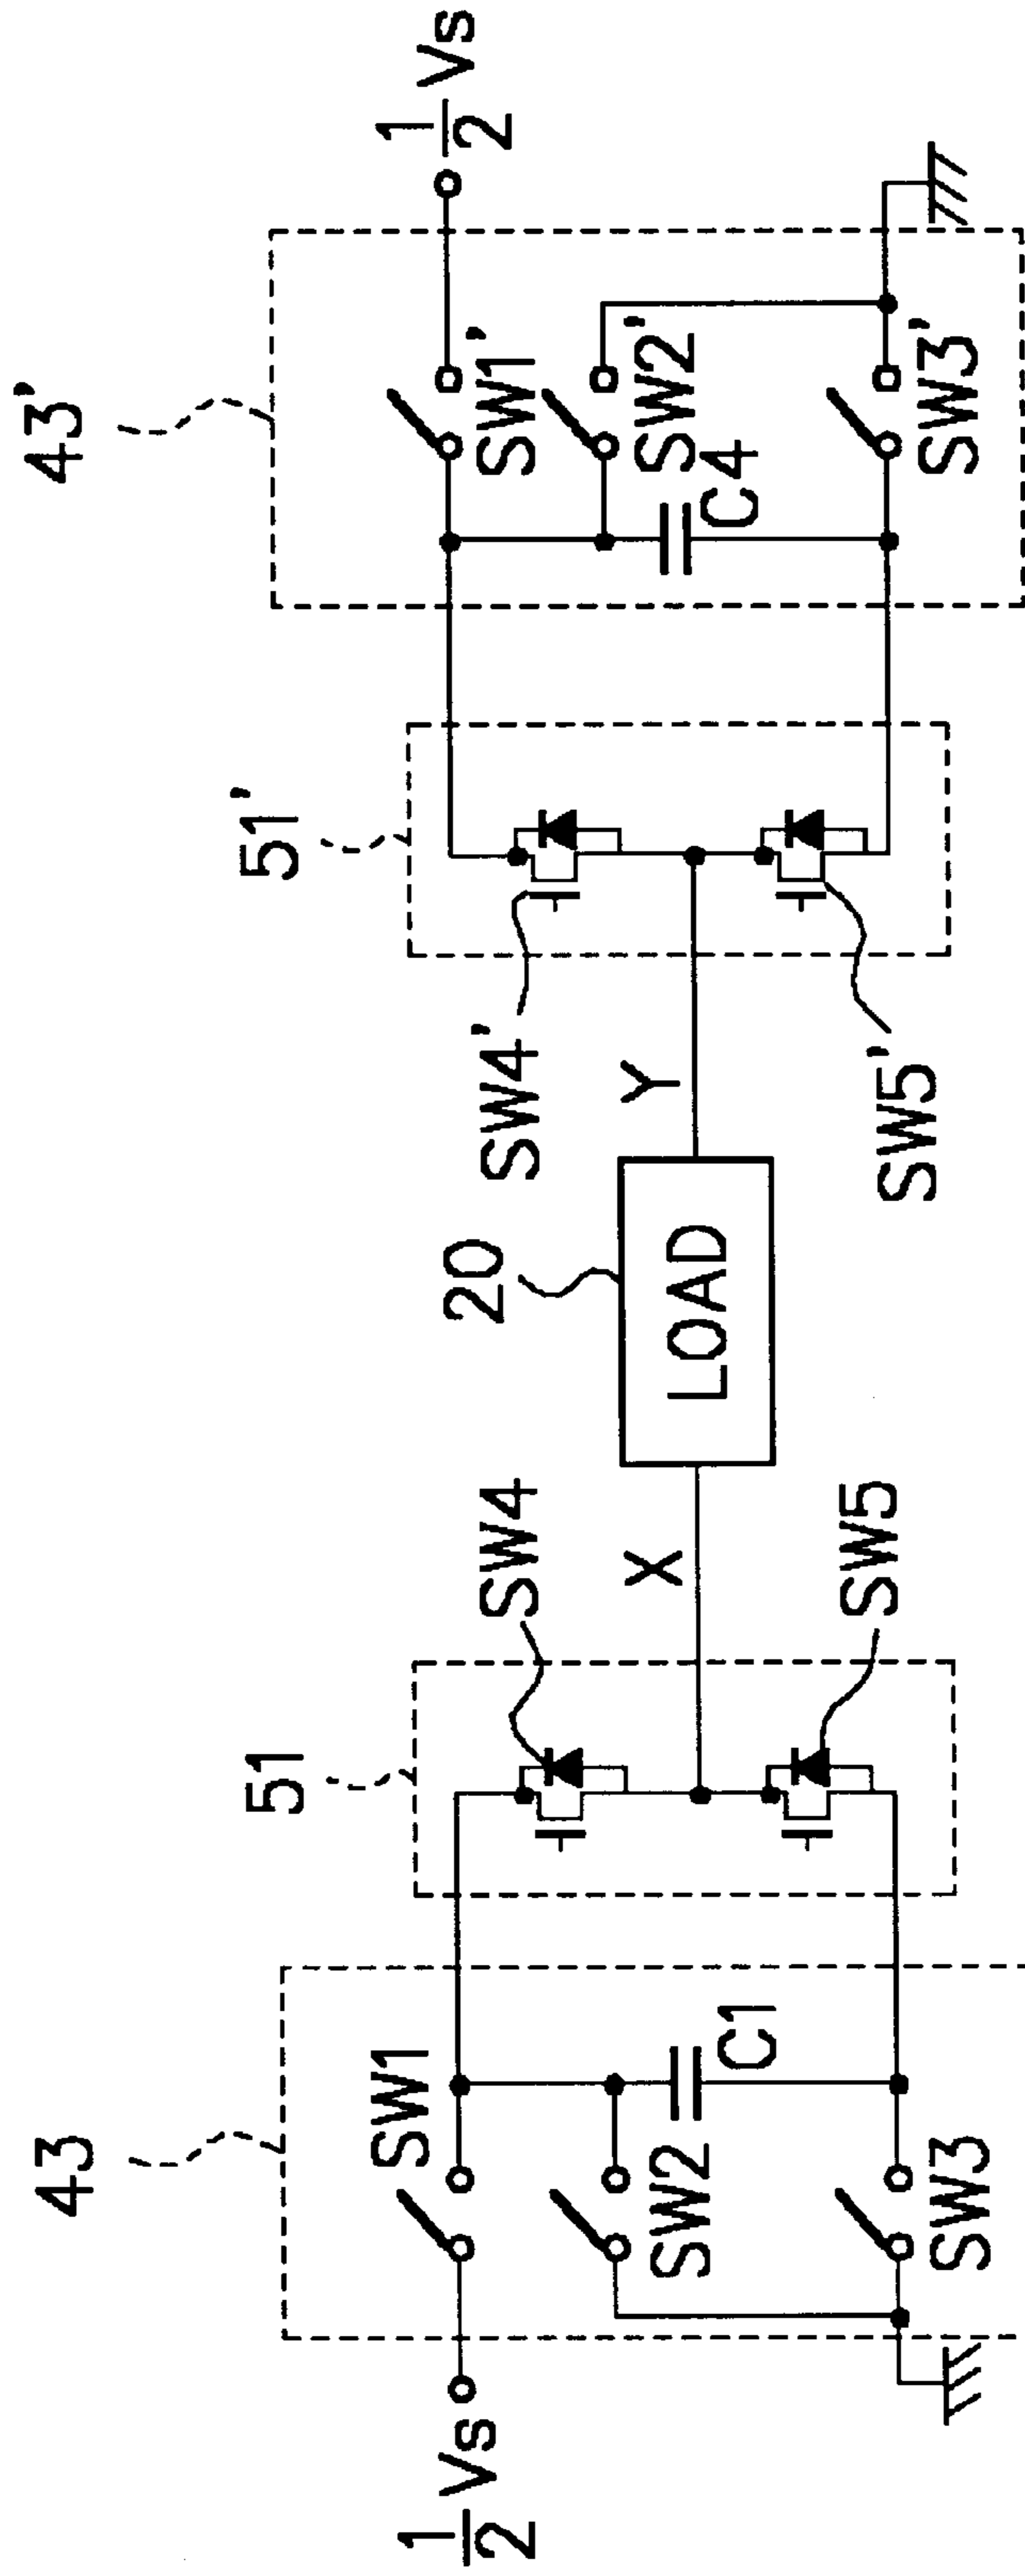 43
51
20
51'
43'
1/2 Vs
SW1
SW2
C1
SW3
SW4
SW5
X
LOAD
Y
SW4'
SW5'
SW1'
SW2'
C4
SW3'
1/2 Vs